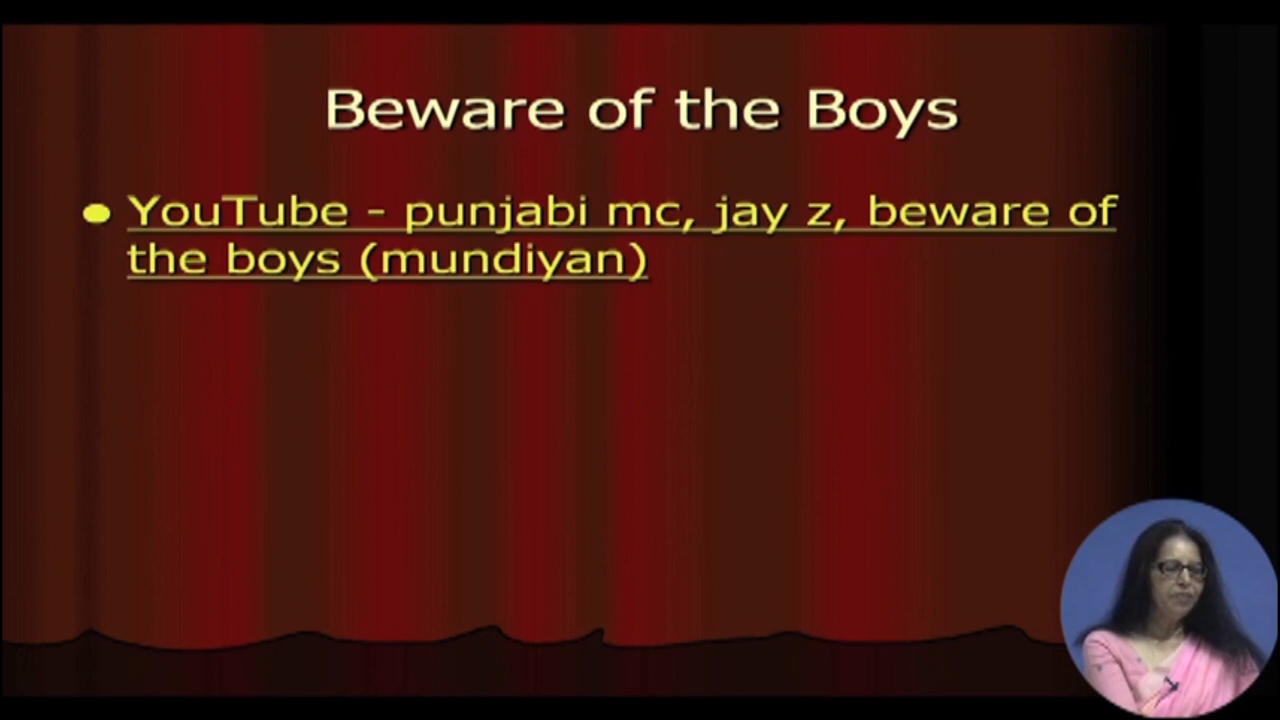 Beware of the Boys
YouTube - punjabi mc, jay z, beware of
the boys (mundiyan)